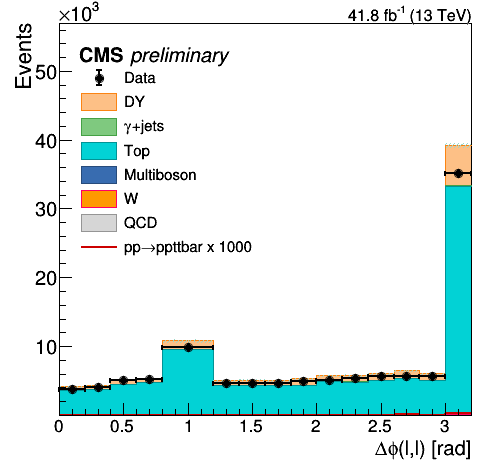 ×10³
41.8 fb⁻¹ (13 TeV)
Events
CMS preliminary
Data
DY
γ+jets
Top
Multiboson
W
QCD
pp→ppttbar x 1000
50
40
30
20
10
0
0.5
1
1.5
2
2.5
3
Δϕ(l,l) [rad]